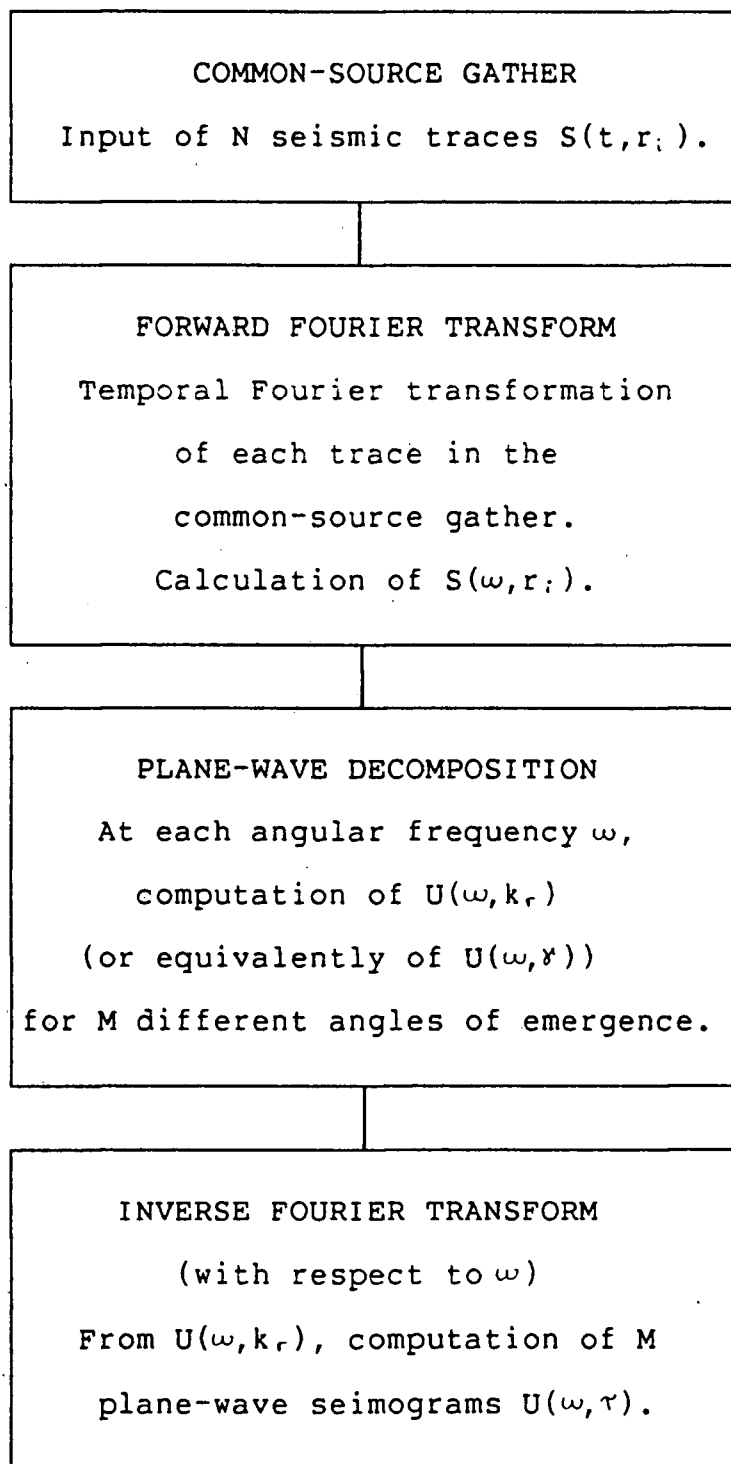 COMMON-SOURCE GATHER
Input of N seismic traces S(t,rᵢ).
FORWARD FOURIER TRANSFORM
Temporal Fourier transformation
of each trace in the
common-source gather.
Calculation of S(ω,rᵢ).
PLANE-WAVE DECOMPOSITION
At each angular frequency ω,
computation of U(ω,kᵣ)
(or equivalently of U(ω,γ))
for M different angles of emergence.
INVERSE FOURIER TRANSFORM
(with respect to ω)
From U(ω,kᵣ), computation of M
plane-wave seimograms U(ω,τ).